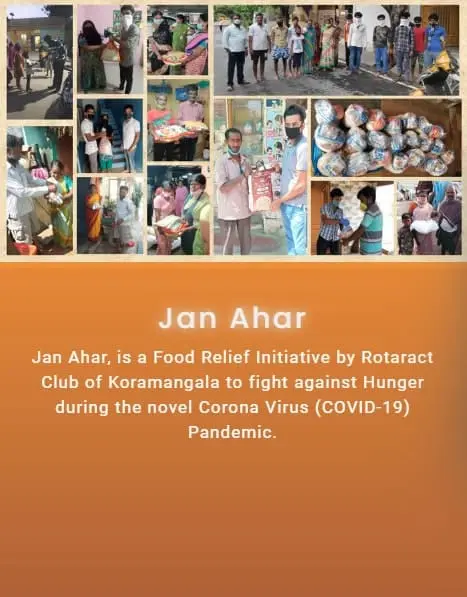 Jan Ahar
Jan Ahar, is a Food Relief Initiative by Rotaract
Club of Koramangala to fight against Hunger
during the novel Corona Virus (COVID-19)
Pandemic.